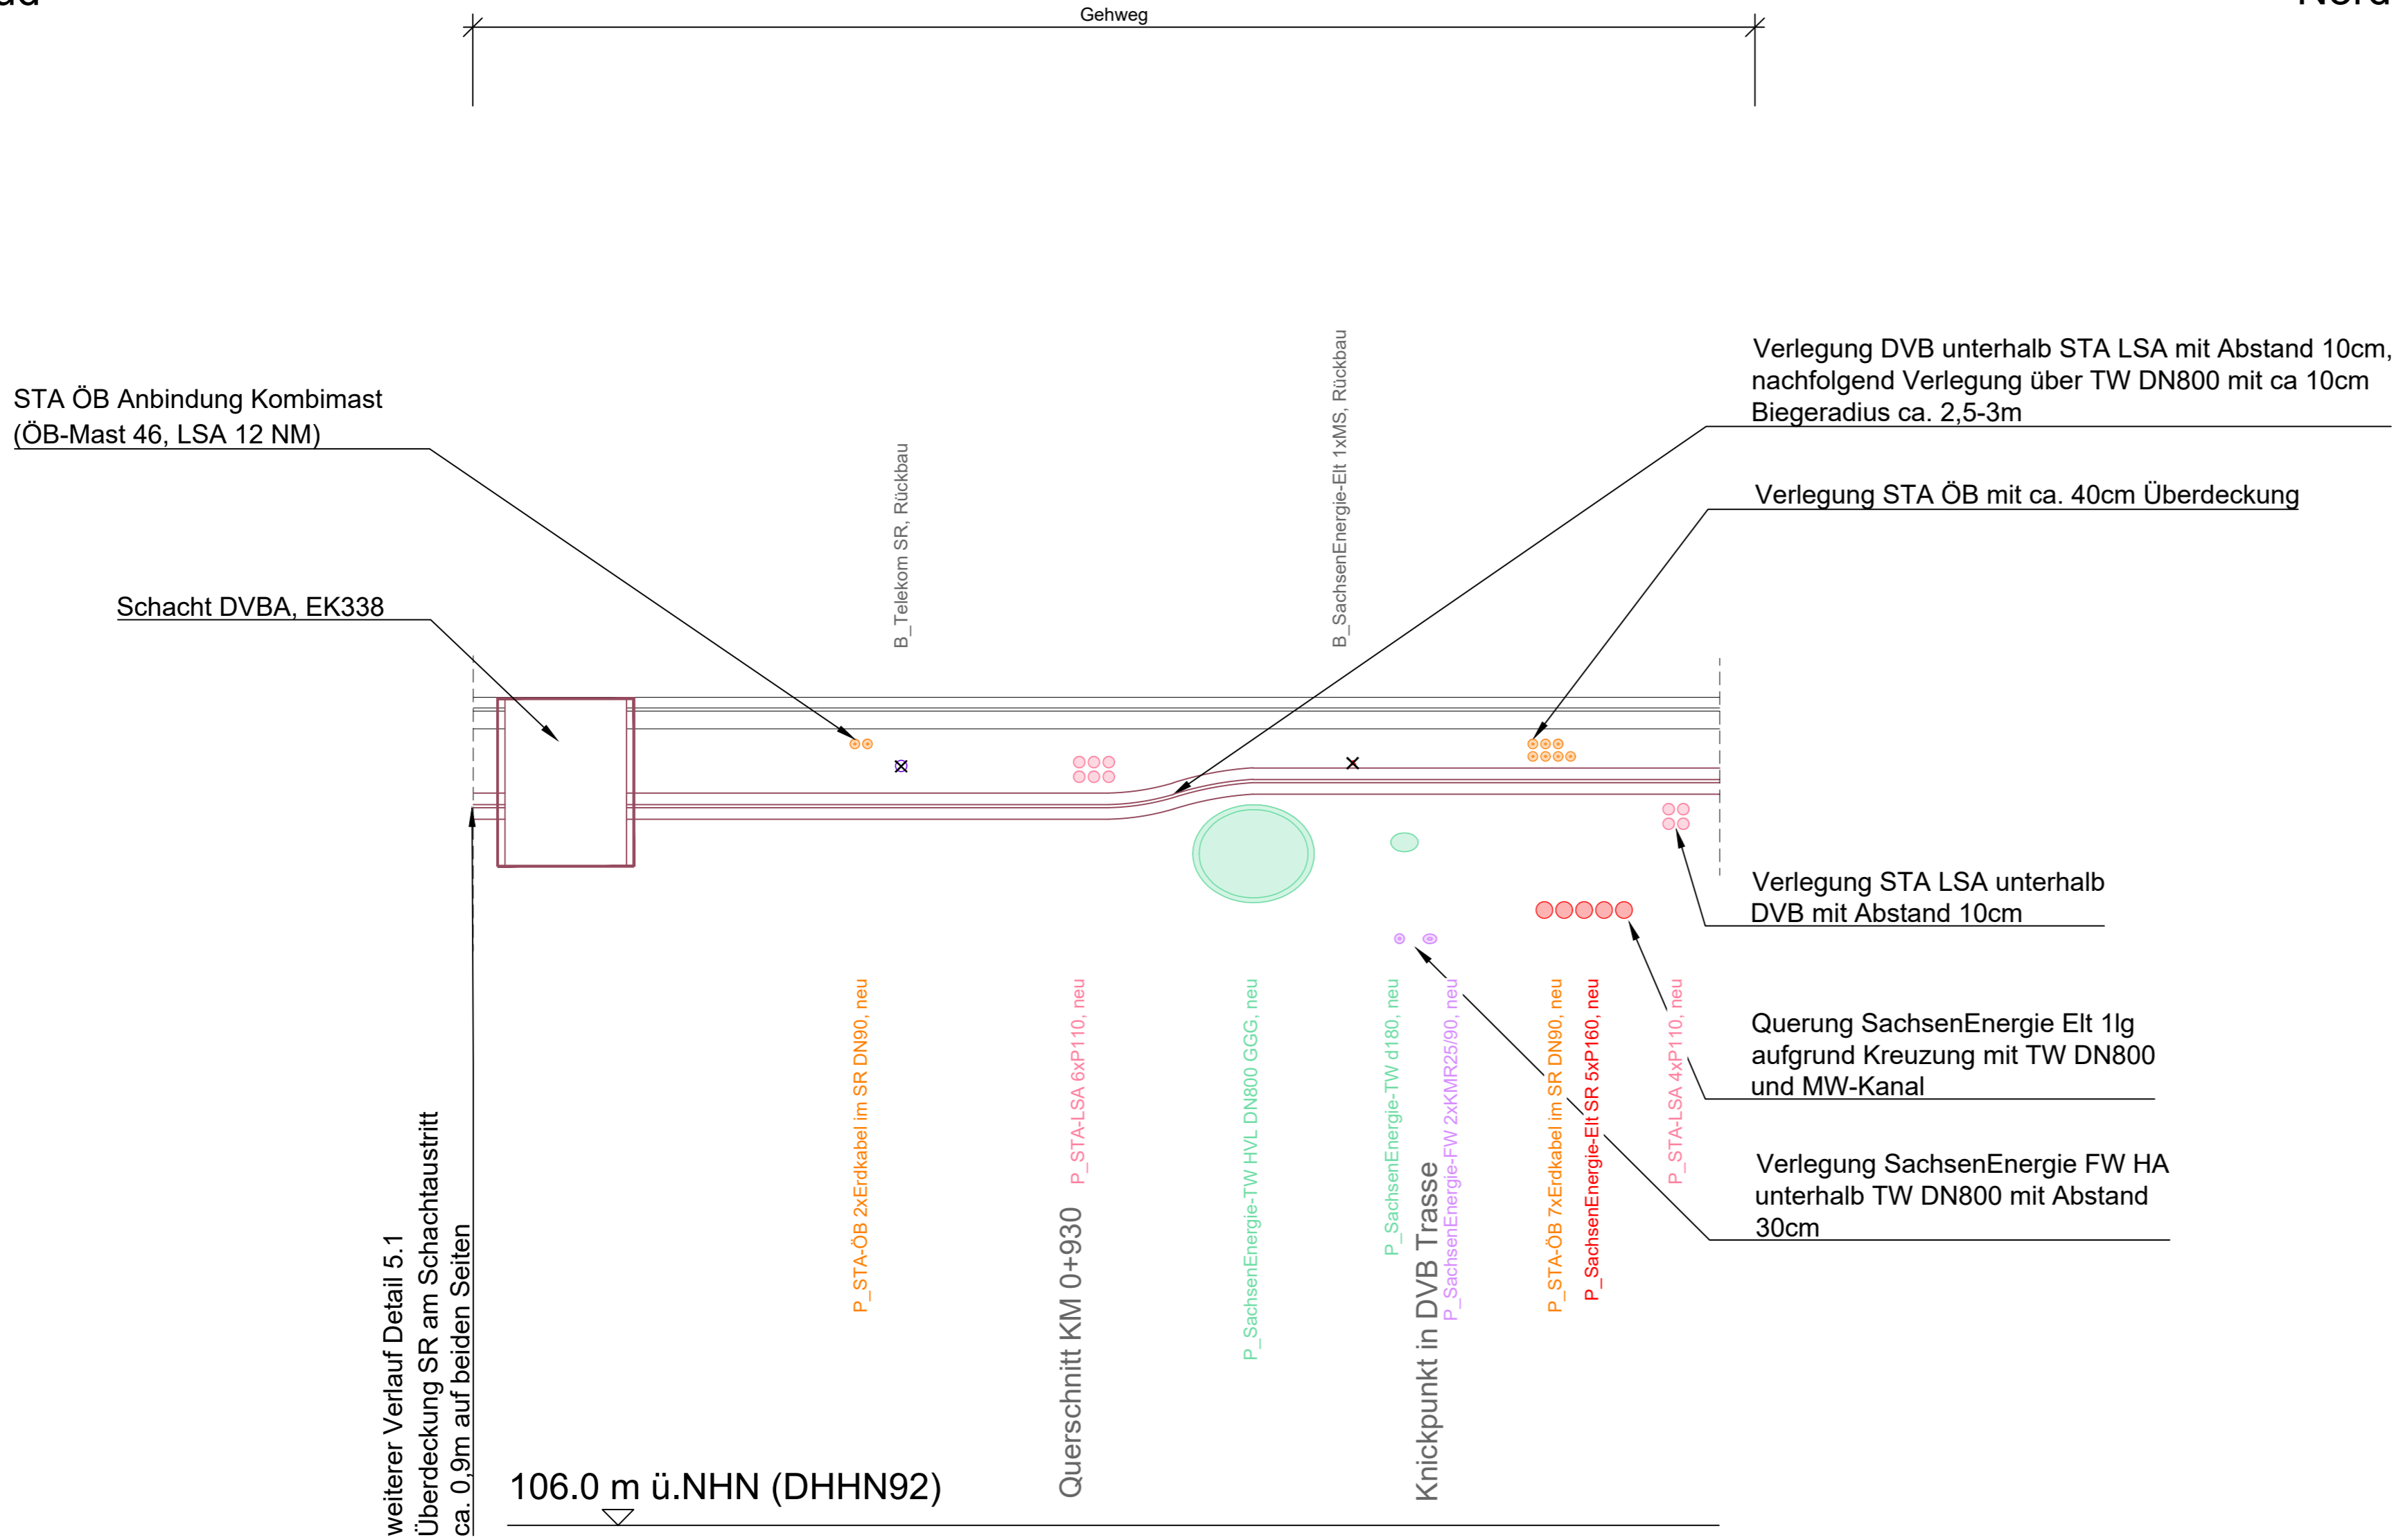 Gehweg
STA ÖB Anbindung Kombimast
(ÖB-Mast 46, LSA 12 NM)
Schacht DVBA, EK338
B_Telekom SR, Rückbau
B_SachsenEnergie-Elt 1xMS, Rückbau
Verlegung DVB unterhalb STA LSA mit Abstand 10cm,
nachfolgend Verlegung über TW DN800 mit ca 10cm
Biegeradius ca. 2,5-3m
Verlegung STA ÖB mit ca. 40cm Überdeckung
Verlegung STA LSA unterhalb
DVB mit Abstand 10cm
Querung SachsenEnergie Elt 1lg
aufgrund Kreuzung mit TW DN800
und MW-Kanal
Verlegung SachsenEnergie FW HA
unterhalb TW DN800 mit Abstand
30cm
weiterer Verlauf Detail 5.1
Überdeckung SR am Schachtaustritt
ca. 0,9m auf beiden Seiten
P_STA-ÖB 2xErdkabel im SR DN90, neu
Querschnitt KM 0+930
P_STA-LSA 6xP110, neu
P_SachsenEnergie-TW HVL DN800 GGG, neu
P_SachsenEnergie-TW d180, neu
Knickpunkt in DVB Trasse
P_SachsenEnergie-FW 2xKMR25/90, neu
P_STA-ÖB 7xErdkabel im SR DN90, neu
P_SachsenEnergie-Elt SR 5xP160, neu
P_STA-LSA 4xP110, neu
106.0 m ü.NHN (DHHN92)